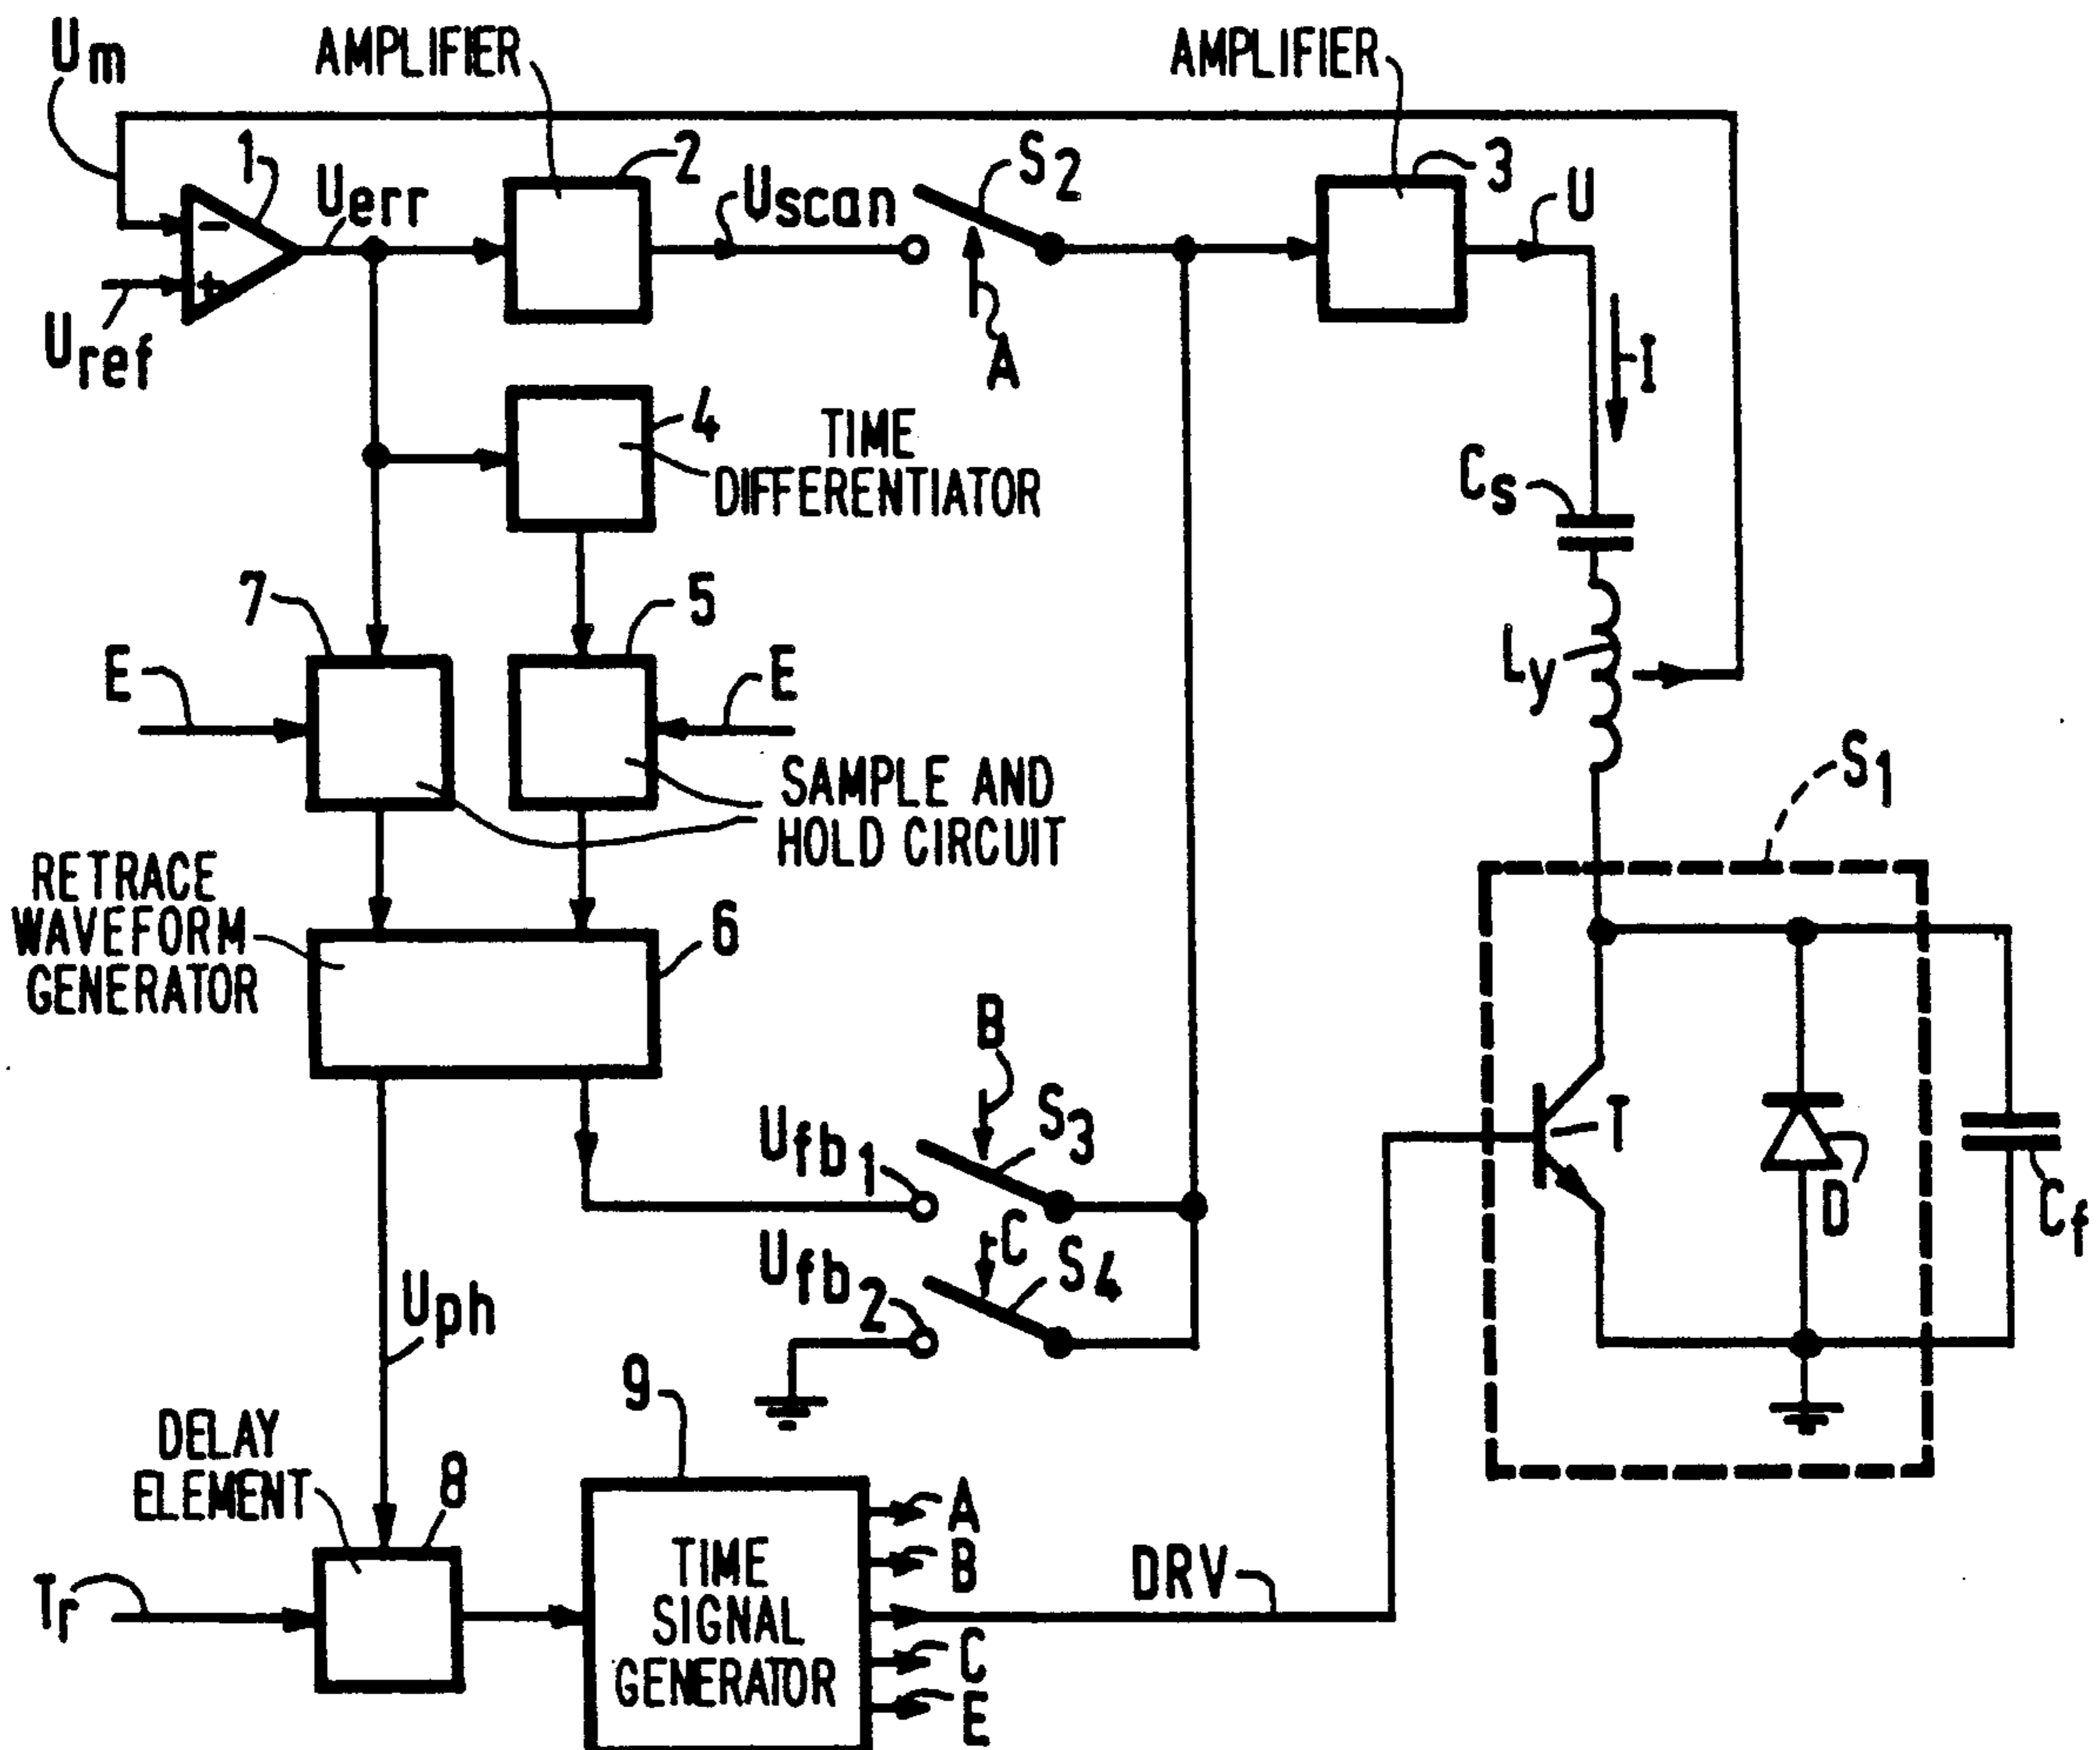 Um
AMPLIFIER
AMPLIFIER
1
Uerr
2
Uscan
S2
3
U
-
+
Uref
A
I
4
TIME
DIFFERENTIATOR
Cs
7
5
E
E
Ly
SAMPLE AND
HOLD CIRCUIT
S1
RETRACE
WAVEFORM
GENERATOR
6
B
Ufb1
S3
T
D
Cf
Ufb2
C
S4
Uph
9
DELAY
ELEMENT
8
Tr
TIME
SIGNAL
GENERATOR
A
B
DRV
C
E